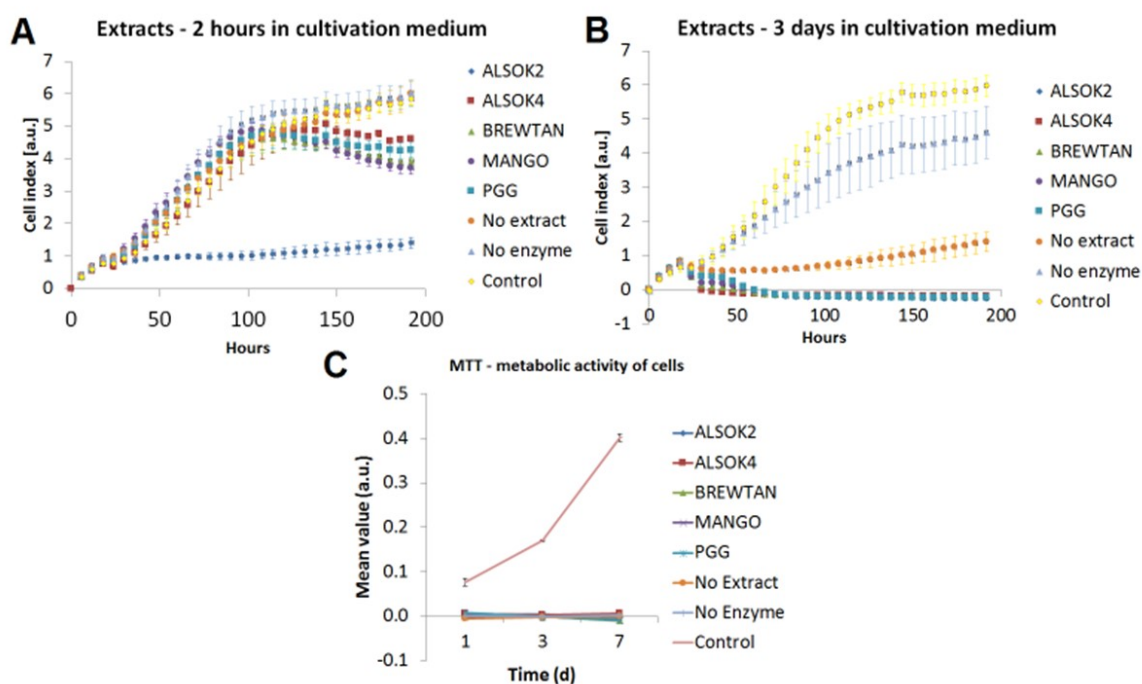 A
Extracts - 2 hours in cultivation medium
Cell index [a.u.]
7
6
5
4
3
2
1
0
0
50
100
150
200
Hours
ALSOK2
ALSOK4
BREWTAN
MANGO
PGG
No extract
No enzyme
Control
B
Extracts - 3 days in cultivation medium
Cell index [a.u.]
7
6
5
4
3
2
1
0
-1
0
50
100
150
200
Hours
ALSOK2
ALSOK4
BREWTAN
MANGO
PGG
No extract
No enzyme
Control
C
MTT - metabolic activity of cells
Mean value (a.u.)
0.5
0.4
0.3
0.2
0.1
0.0
-0.1
1
3
7
Time (d)
ALSOK2
ALSOK4
BREWTAN
MANGO
PGG
No Extract
No Enzyme
Control